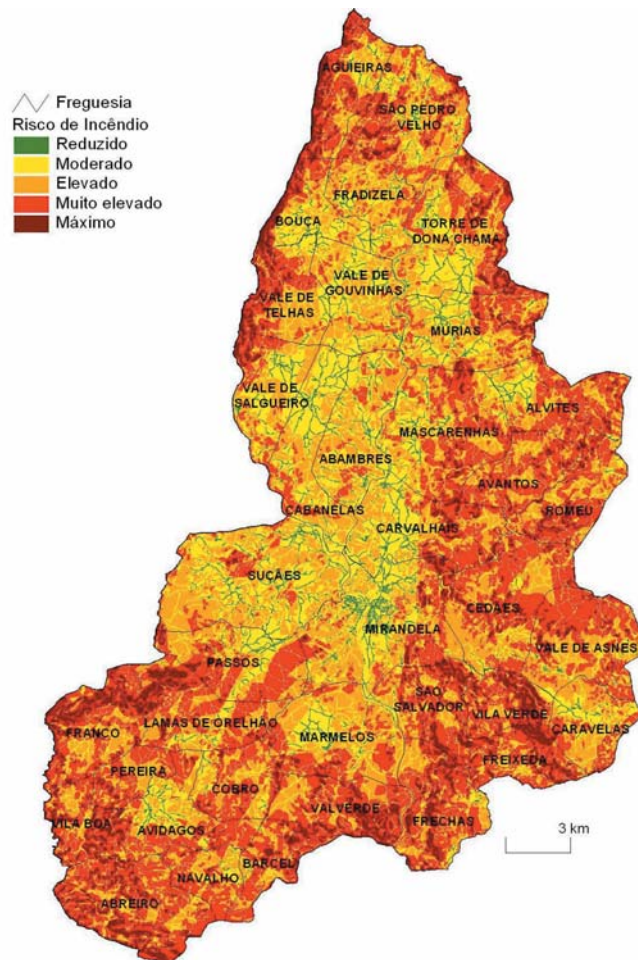 Freguesia
Risco de Incêndio
Reduzido
Moderado
Elevado
Muito elevado
Máximo
AGUIEIRAS
SÃO PEDRO
VELHO
FRADIZELA
BOUÇA
TORRE DE
DONA CHAMA
VALE DE
GOUVINHAS
VALE DE
TELHAS
MÚRIAS
VALE DE
SALGUEIRO
ALVITES
MASCARENHAS
ABAMBRES
AVANTOS
CABANELAS
ROMEU
CARVALHAIS
SUÇÃES
CEDÃES
MIRANDELA
VALE DE ASNES
PASSOS
SÃO
SALVADOR
VILA VERDE
LAMAS DE ORELHÃO
CARAVELAS
FRANCO
MARMELOS
FREIXEDA
PEREIRA
COBRO
VALVERDE
FRECHAS
VILA BOA
AVIDAGOS
3 km
BARCEL
NAVALHO
ABREIRO